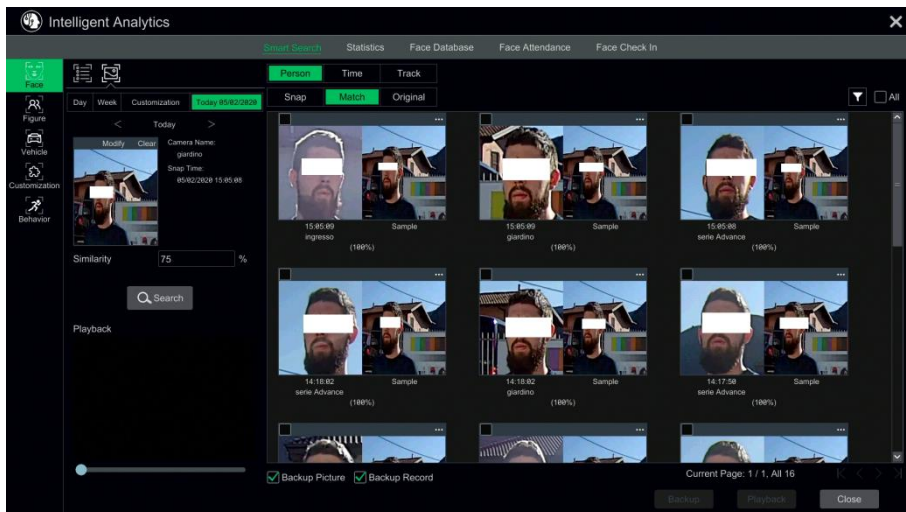 Intelligent Analytics
Smart Search Statistics Face Database Face Attendance Face Check In
Face
Figure
Vehicle
Customization
Behavior
Day Week Customization Today 05/02/2020
< Today >
Modify Clear
Camera Name:
giardino
Snap Time:
05/02/2020 15:05:08
Similarity 75 %
Search
Playback
Person Time Track
Snap Match Original
All
15:05:09 Sample
ingresso
(100%)
15:05:09 Sample
giardino
(100%)
15:05:08 Sample
serie Advance
(100%)
14:18:02 Sample
serie Advance
(100%)
14:18:02 Sample
giardino
(100%)
14:17:50 Sample
serie Advance
(100%)
Backup Picture Backup Record
Current Page: 1 / 1, All 16
Backup Playback Close